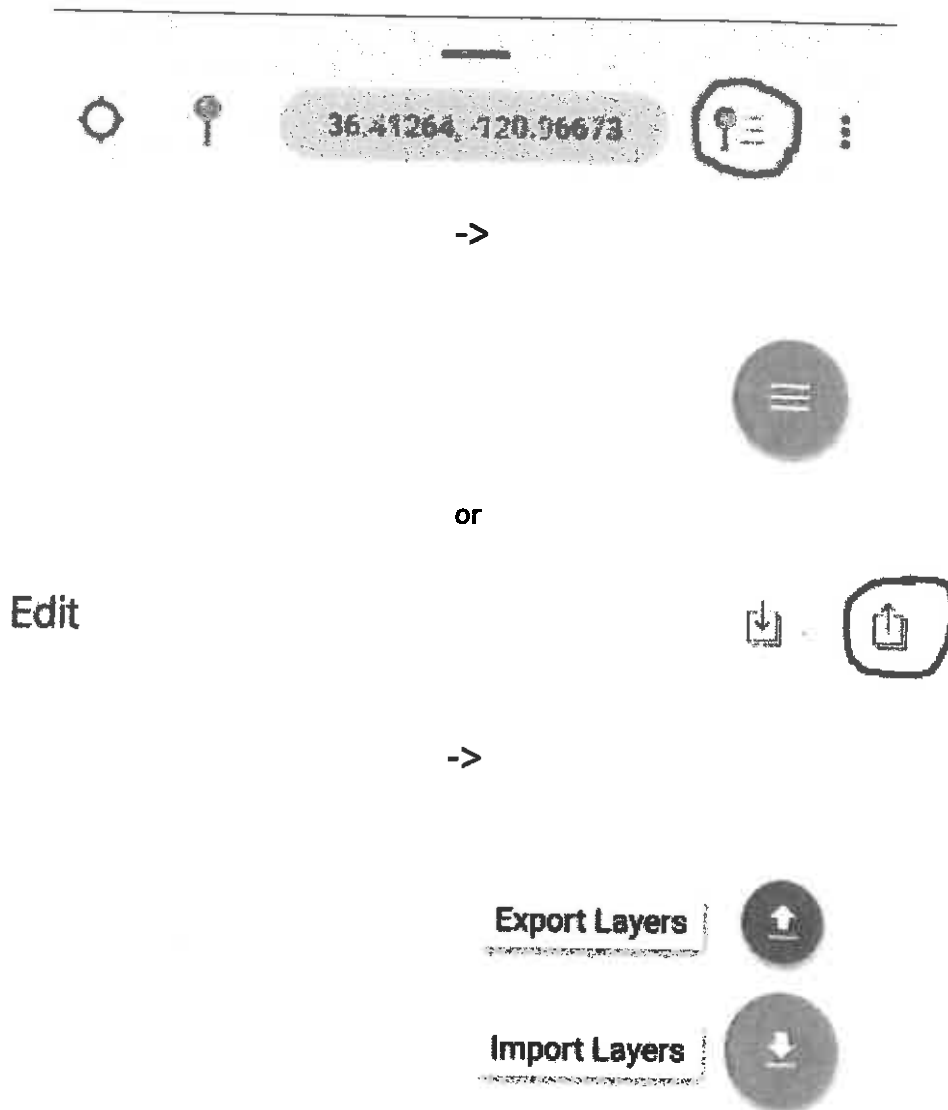 36.41264, -120.96673
->
or
Edit
->
Export Layers
Import Layers